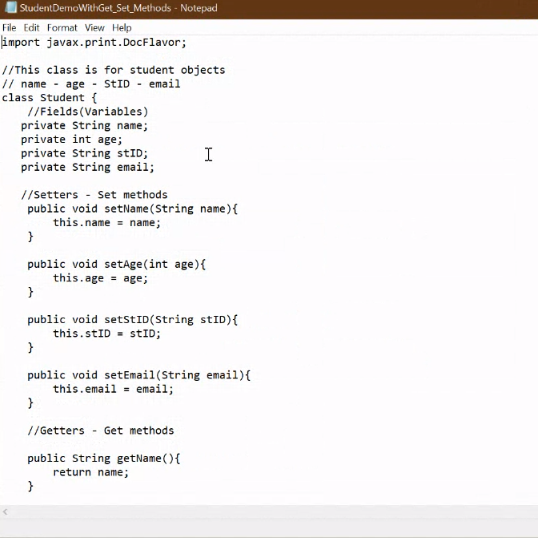 StudentDemoWithGet_Set_Methods - Notepad
File Edit Format View Help
import javax.print.DocFlavor;
//This class is for student objects
// name - age - StID - email
class Student {
//Fields(Variables)
private String name;
private int age;
private String stID;
private String email;
//Setters - Set methods
public void setName(String name){
this.name = name;
}
public void setAge(int age){
this.age = age;
}
public void setStID(String stID){
this.stID = stID;
}
public void setEmail(String email){
this.email = email;
}
//Getters - Get methods
public String getName(){
return name;
}